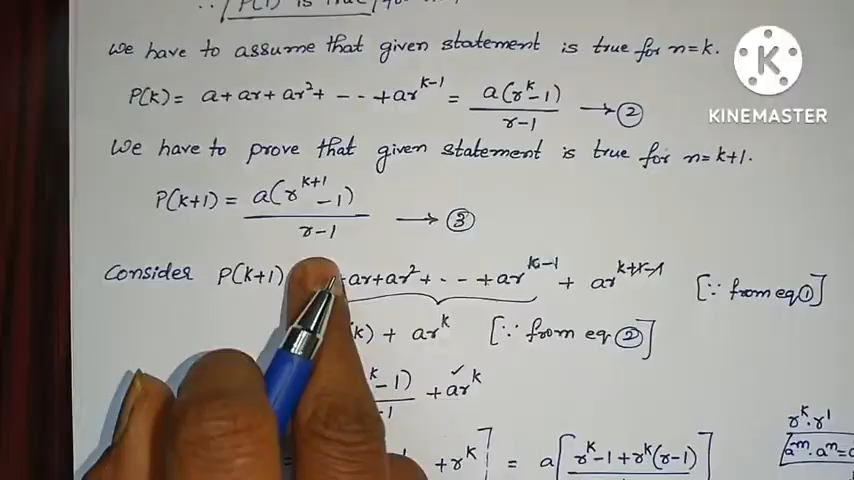 ∴ P(1) is true
We have to assume that given statement is true for n=k.
K
KINEMASTER
P(k) = a+ar+ar²+ -- - +ar^(k-1) = a(r^k-1)/(r-1) → ②
We have to prove that given statement is true for n=k+1.
P(k+1) = a(r^(k+1)-1)/(r-1) → ③
Consider P(k+1) +ar+ar²+ - -- +ar^(k-1) + ar^(k+1-1) [∵ from eq ①]
k) + ar^k [∵ from eq ②]
^k-1) + ar^k
-1
r^k.r^1
+r^k] = a[r^k-1+r^k(r-1)]
a^m.a^n=a